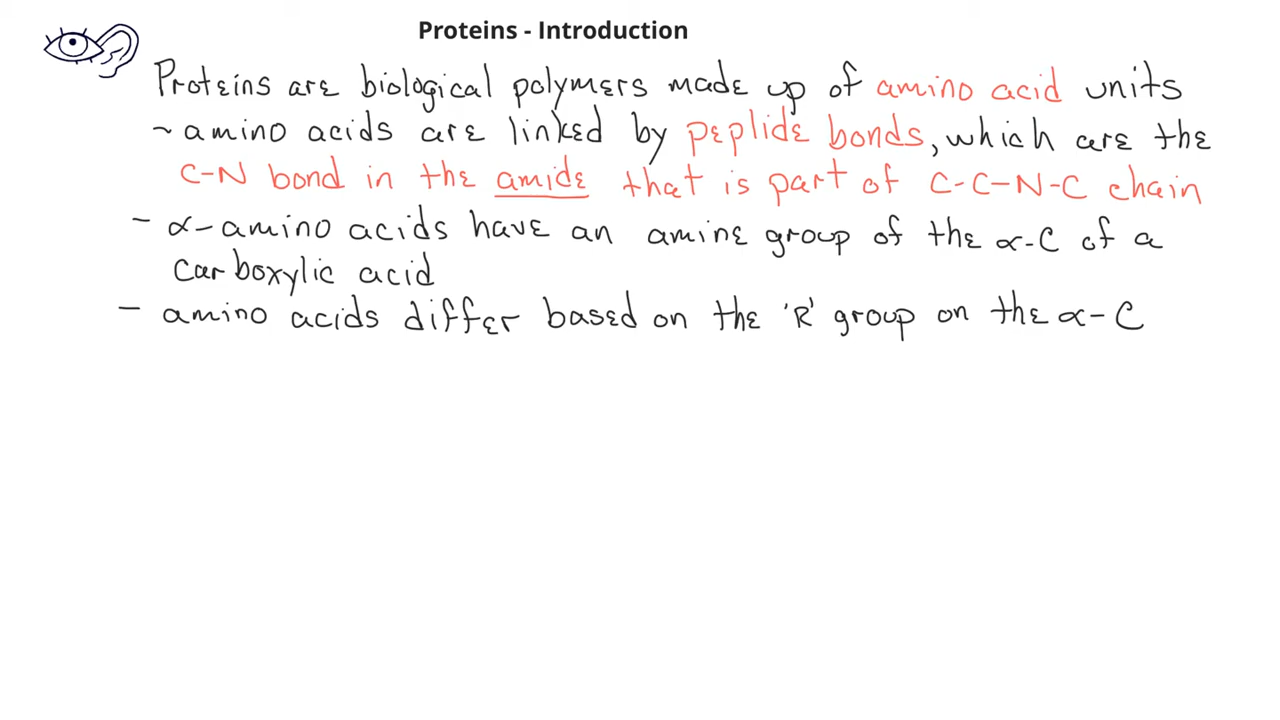 Proteins - Introduction
Proteins are biological polymers made up of amino acid units
~ amino acids are linked by peplide bonds, which are the
C-N bond in the amide that is part of C-C-N-C chain
- α-amino acids have an amine group of the α-C of a
carboxylic acid
- amino acids differ based on the 'R' group on the α-C